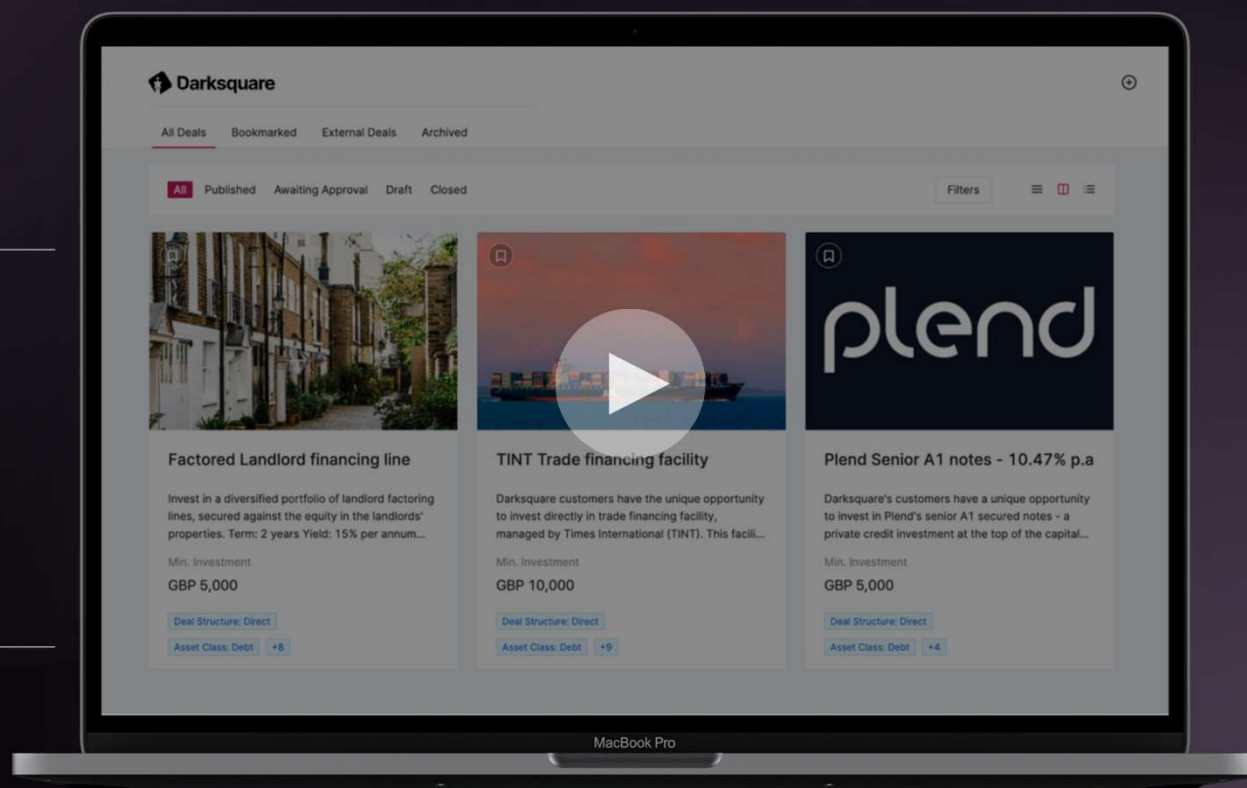 Darksquare
All Deals Bookmarked External Deals Archived
All Published Awaiting Approval Draft Closed Filters
plend
Factored Landlord financing line
Invest in a diversified portfolio of landlord factoring
lines, secured against the equity in the landlords'
properties. Term: 2 years Yield: 15% per annum...
Min. Investment
GBP 5,000
Deal Structure: Direct
Asset Class: Debt +8
TINT Trade financing facility
Darksquare customers have the unique opportunity
to invest directly in trade financing facility,
managed by Times International (TINT). This facili...
Min. Investment
GBP 10,000
Deal Structure: Direct
Asset Class: Debt +9
Plend Senior A1 notes - 10.47% p.a
Darksquare's customers have a unique opportunity
to invest in Plend's senior A1 secured notes - a
private credit investment at the top of the capital...
Min. Investment
GBP 5,000
Deal Structure: Direct
Asset Class: Debt +4
MacBook Pro